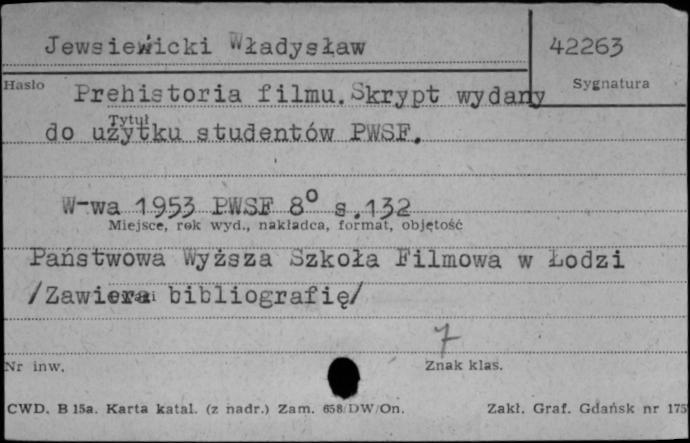 Jewsiewicki Władysław 42263
Hasło Sygnatura
Prehistoria filmu. Skrypt wydany
Tytuł
do użytku studentów PWSF.
W-wa 1953 PWSF 8° s.132
Miejsce, rok wyd., nakładca, format, objętość
Państwowa Wyższa Szkoła Filmowa w Łodzi
/Zawiera bibliografię/
7
Nr inw. Znak klas.
CWD. B 15a. Karta katal. (z nadr.) Zam. 658/DW/On. Zakł. Graf. Gdańsk nr 175